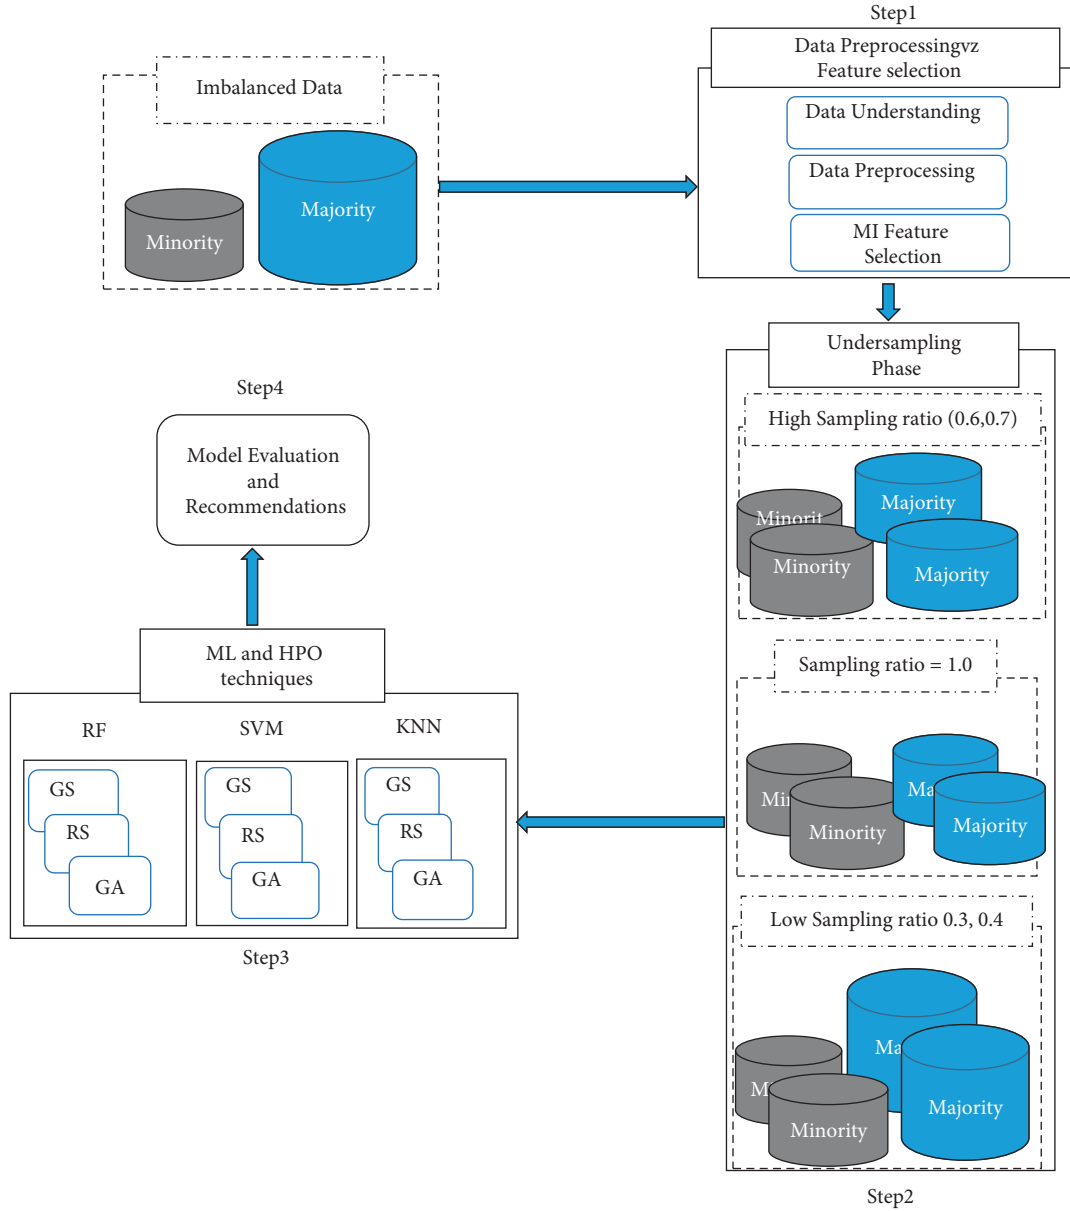 Imbalanced Data
Minority
Majority
Step1
Data Preprocessingvz
Feature selection
Data Understanding
Data Preprocessing
MI Feature
Selection
Undersampling
Phase
High Sampling ratio (0.6,0.7)
Minorit
Minority
Majority
Majority
Sampling ratio = 1.0
Minority
Majority
Low Sampling ratio 0.3, 0.4
Minority
Majority
Step2
ML and HPO
techniques
RF
GS
RS
GA
SVM
GS
RS
GA
KNN
GS
RS
GA
Step3
Step4
Model Evaluation
and
Recommendations